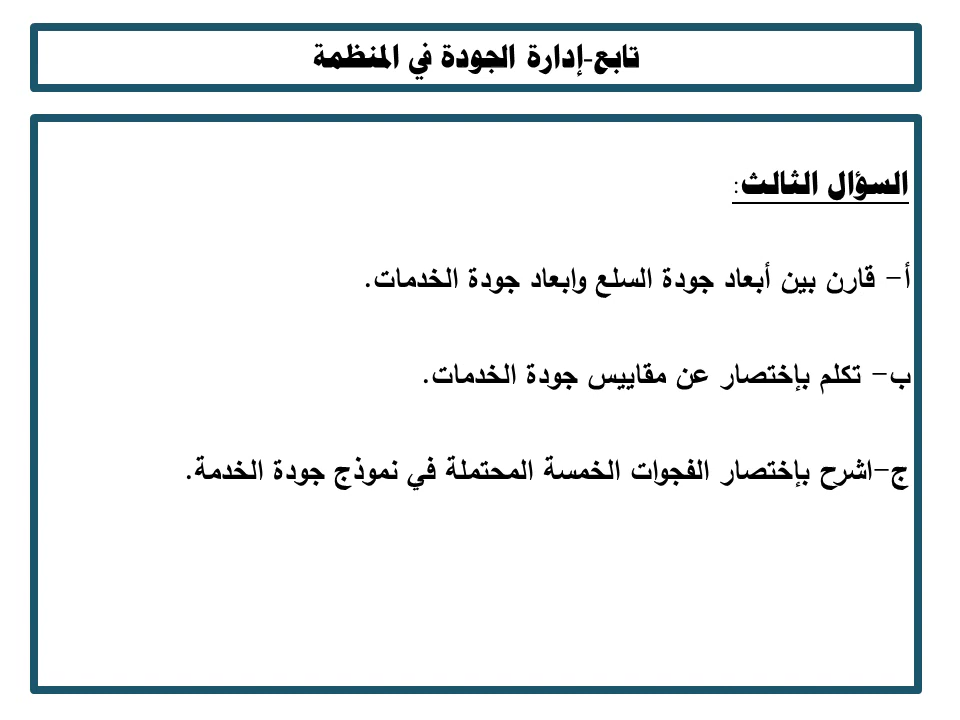 تابع-إدارة الجودة في المنظمة
السؤال الثالث:
أ- قارن بين أبعاد جودة السلع وابعاد جودة الخدمات.
ب- تكلم بإختصار عن مقاييس جودة الخدمات.
ج-اشرح بإختصار الفجوات الخمسة المحتملة في نموذج جودة الخدمة.